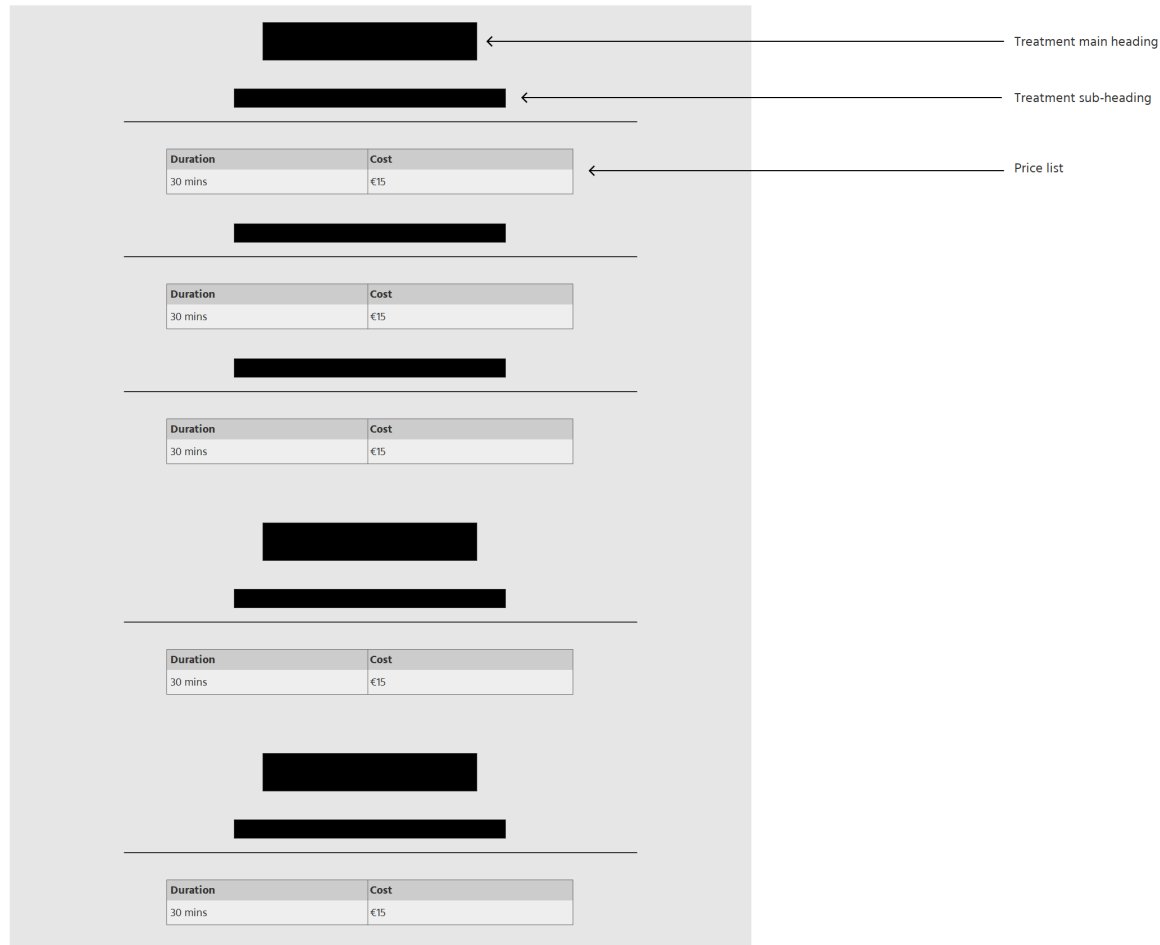 Treatment main heading
Treatment sub-heading
Duration Cost
30 mins €15
Price list
Duration Cost
30 mins €15
Duration Cost
30 mins €15
Duration Cost
30 mins €15
Duration Cost
30 mins €15